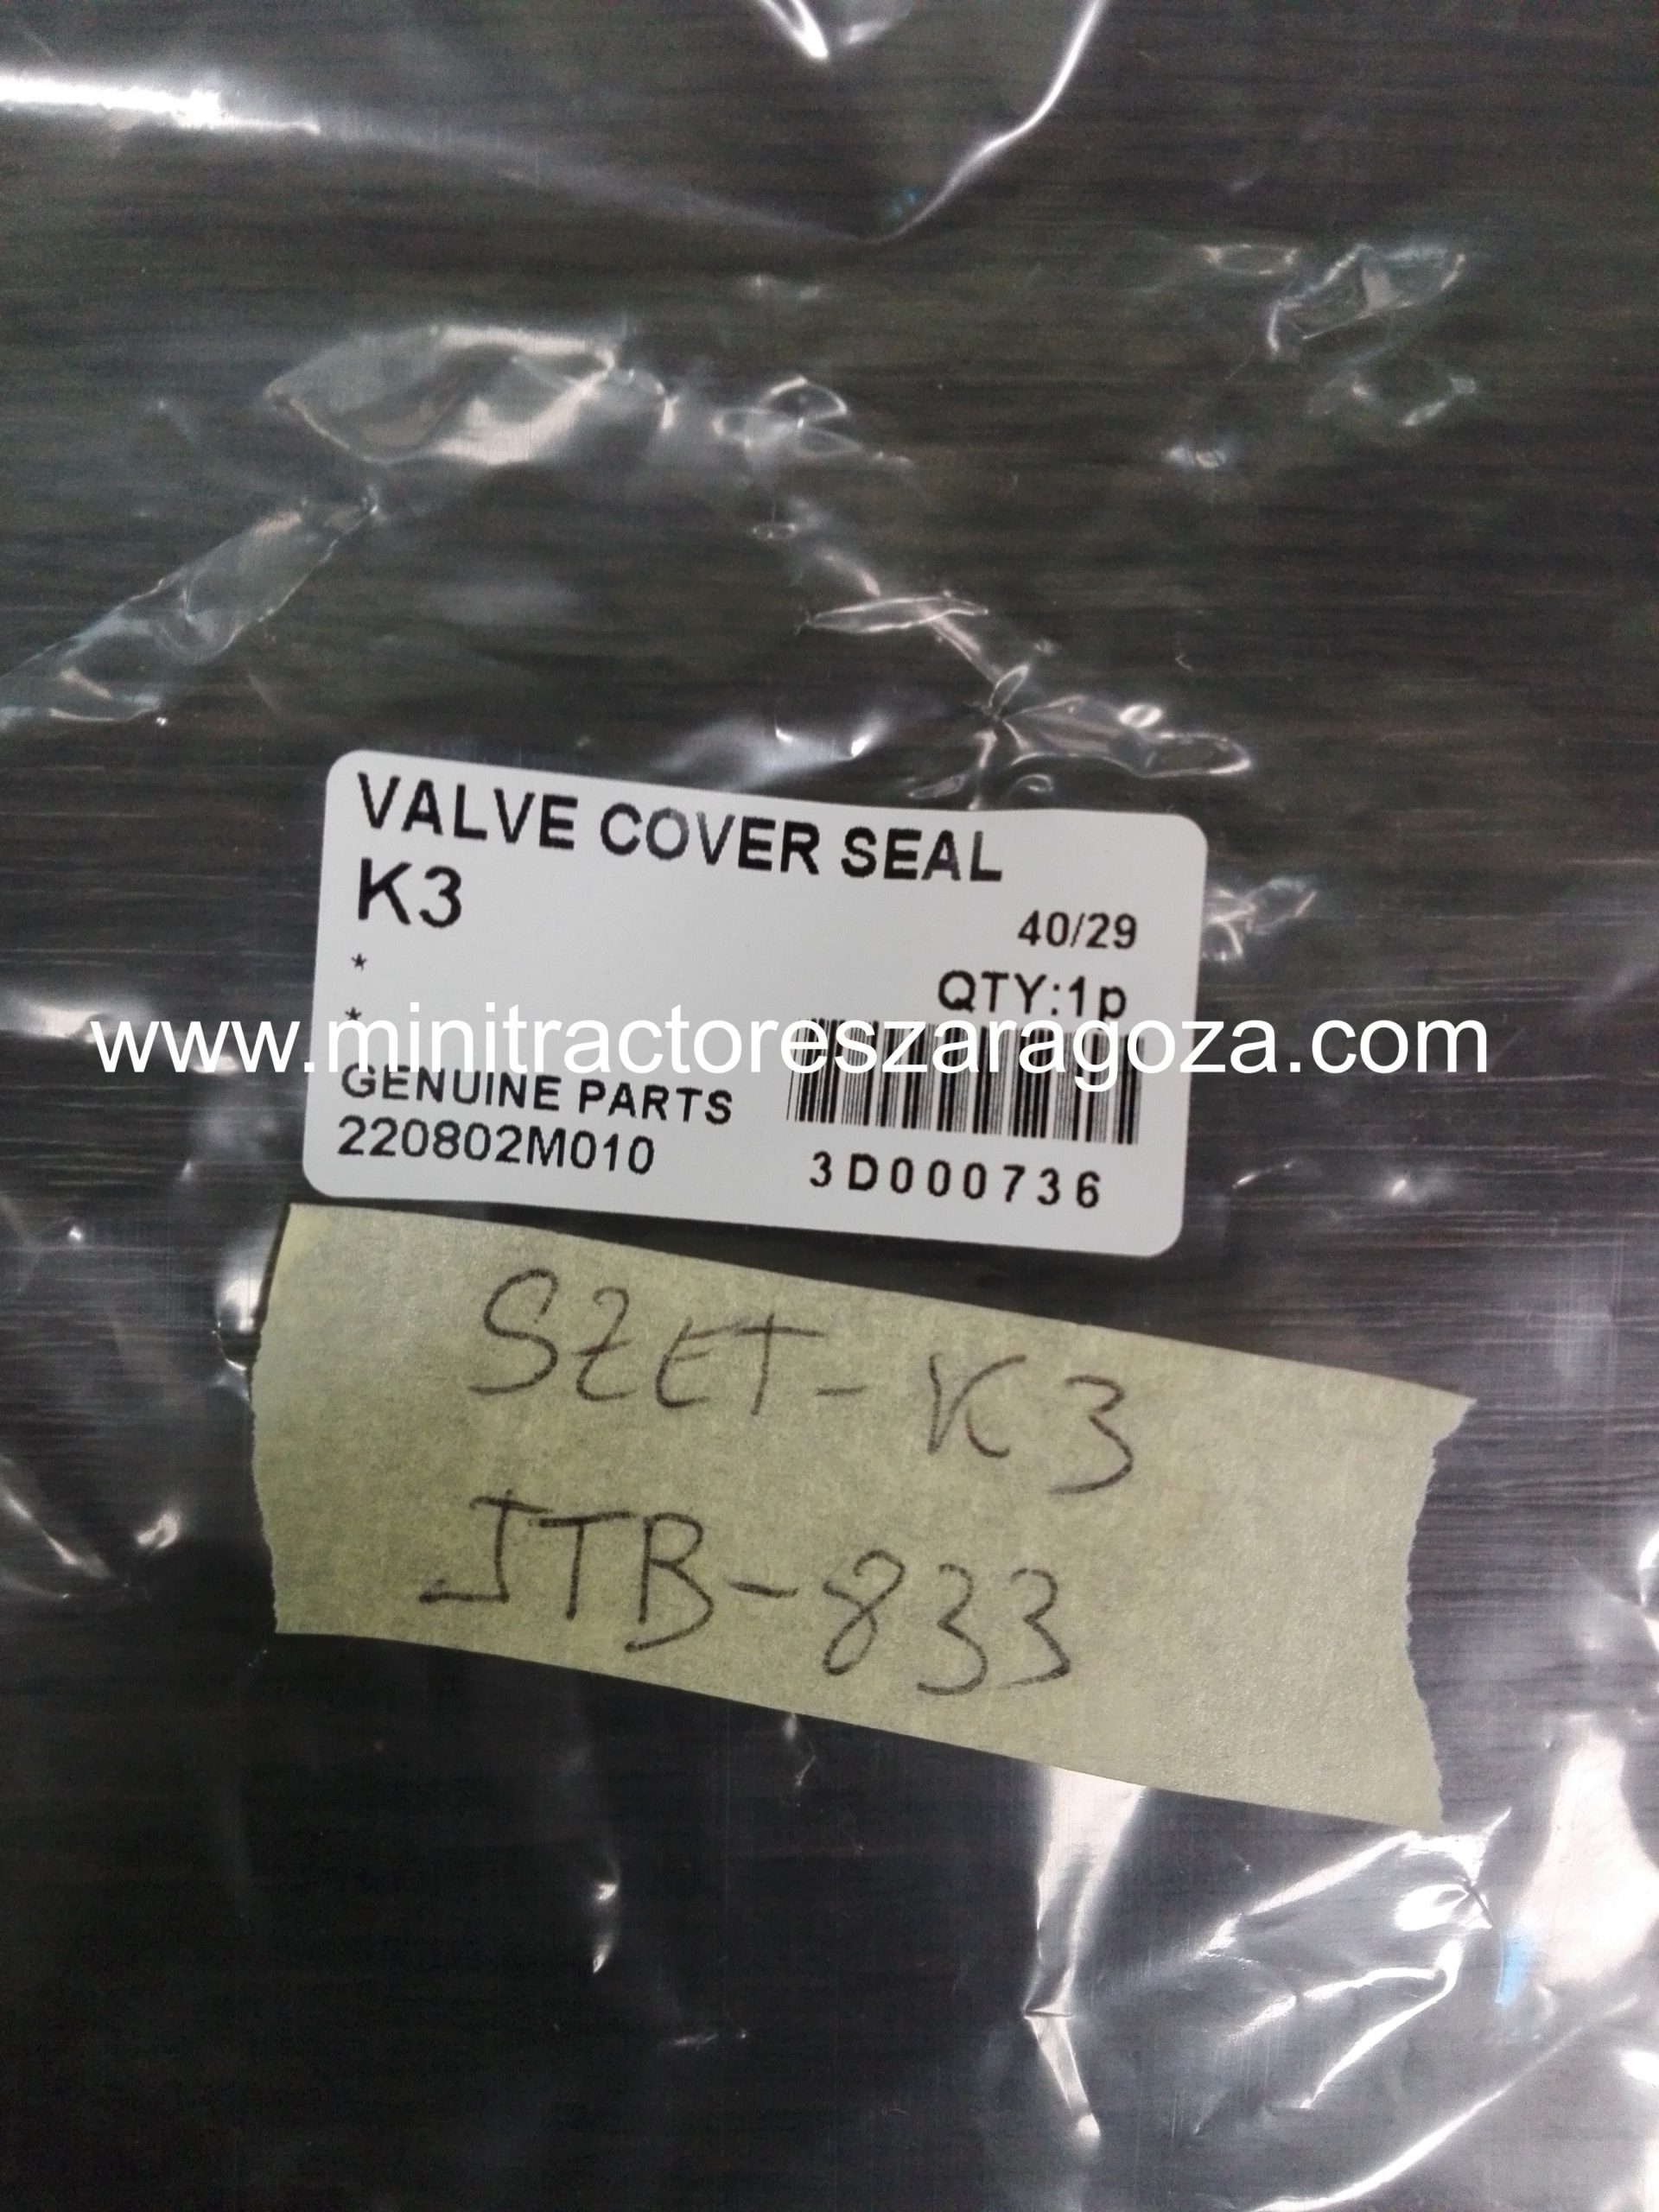 VALVE COVER SEAL
K3
40/29
*
QTY:1p
*
www.minitractoreszaragoza.com
GENUINE PARTS
220802M010
3D000736
SZET-K3
JTB-833